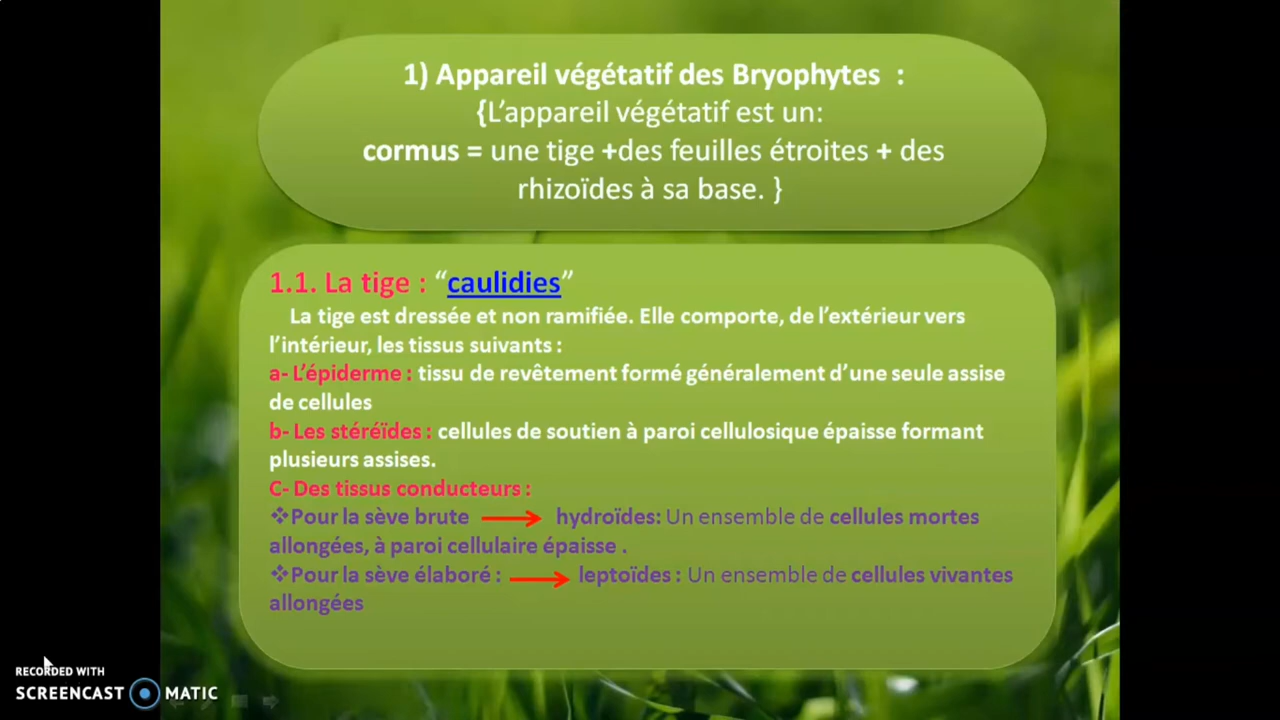 1) Appareil végétatif des Bryophytes :
{L'appareil végétatif est un:
cormus = une tige +des feuilles étroites + des
rhizoïdes à sa base. }
1.1. La tige : “caulidies”
La tige est dressée et non ramifiée. Elle comporte, de l'extérieur vers
l'intérieur, les tissus suivants :
a- L'épiderme : tissu de revêtement formé généralement d'une seule assise
de cellules
b- Les stéréïdes : cellules de soutien à paroi cellulosique épaisse formant
plusieurs assises.
C- Des tissus conducteurs :
❖Pour la sève brute → hydroïdes: Un ensemble de cellules mortes
allongées, à paroi cellulaire épaisse .
❖Pour la sève élaboré : → leptoïdes : Un ensemble de cellules vivantes
allongées
RECORDED WITH
SCREENCAST MATIC